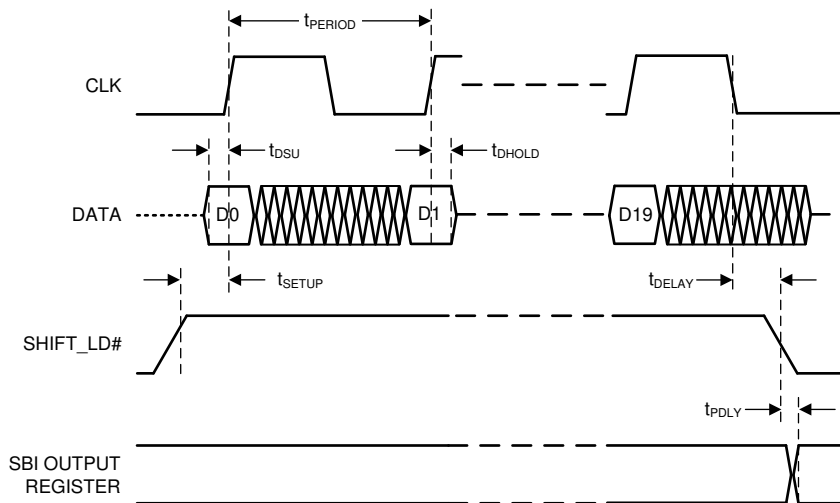 tPERIOD
CLK
tDSU
tDHOLD
DATA
D0
D1
D19
tSETUP
tDELAY
SHIFT_LD#
tPDLY
SBI OUTPUT
REGISTER